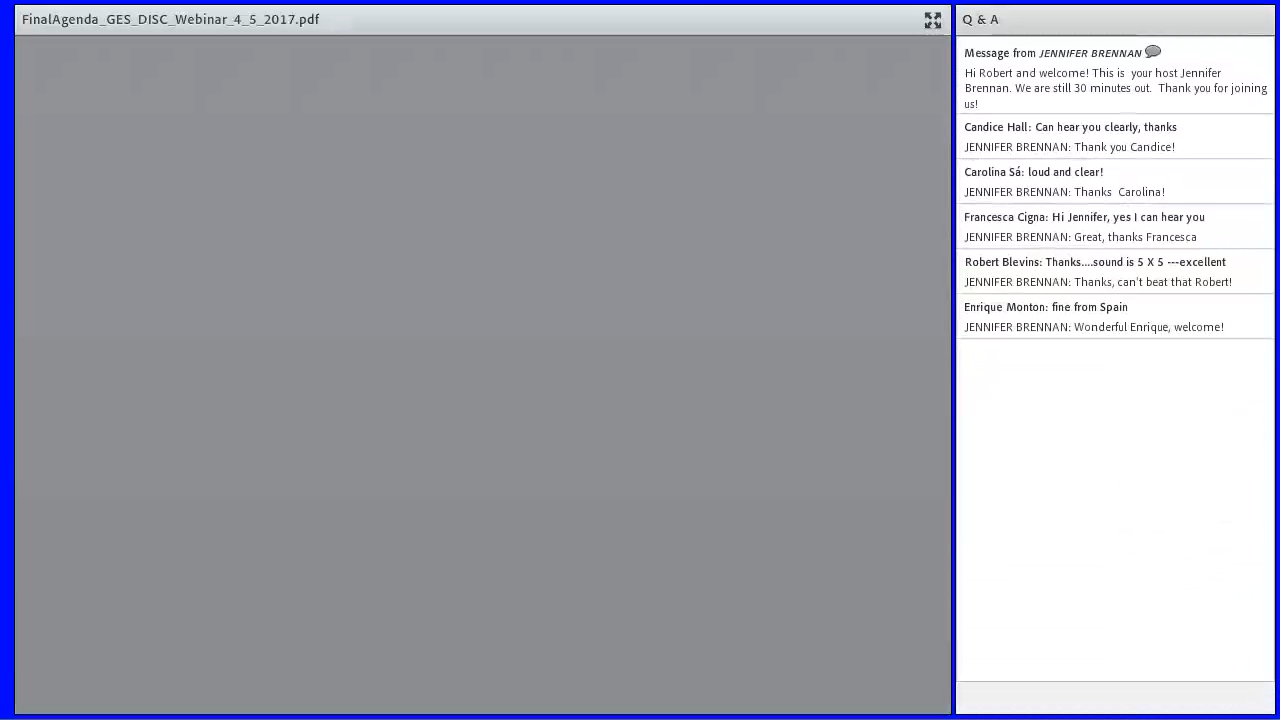 FinalAgenda_GES_DISC_Webinar_4_5_2017.pdf
Q & A
Message from JENNIFER BRENNAN
Hi Robert and welcome! This is  your host Jennifer
Brennan. We are still 30 minutes out.  Thank you for joining
us!
Candice Hall: Can hear you clearly, thanks
JENNIFER BRENNAN: Thank you Candice!
Carolina Sá: loud and clear!
JENNIFER BRENNAN: Thanks  Carolina!
Francesca Cigna: Hi Jennifer, yes I can hear you
JENNIFER BRENNAN: Great, thanks Francesca
Robert Blevins: Thanks....sound is 5 X 5 ---excellent
JENNIFER BRENNAN: Thanks, can't beat that Robert!
Enrique Monton: fine from Spain
JENNIFER BRENNAN: Wonderful Enrique, welcome!